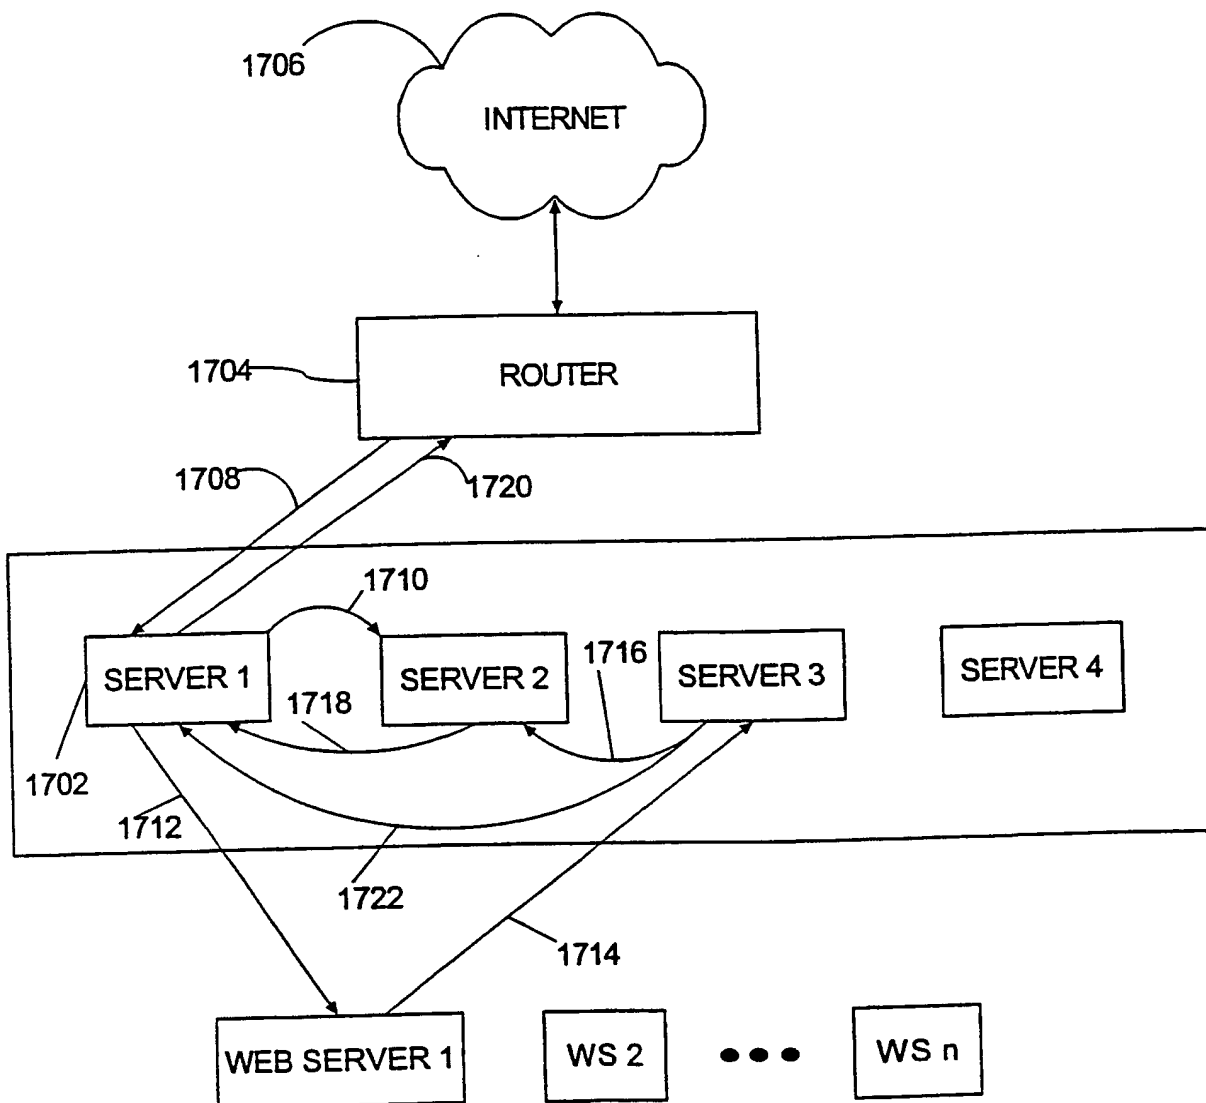 1706
INTERNET
1704
ROUTER
1708
1720
1710
1716
SERVER 1
SERVER 2
SERVER 3
SERVER 4
1718
1702
1712
1722
1714
WEB SERVER 1
WS 2
WS n